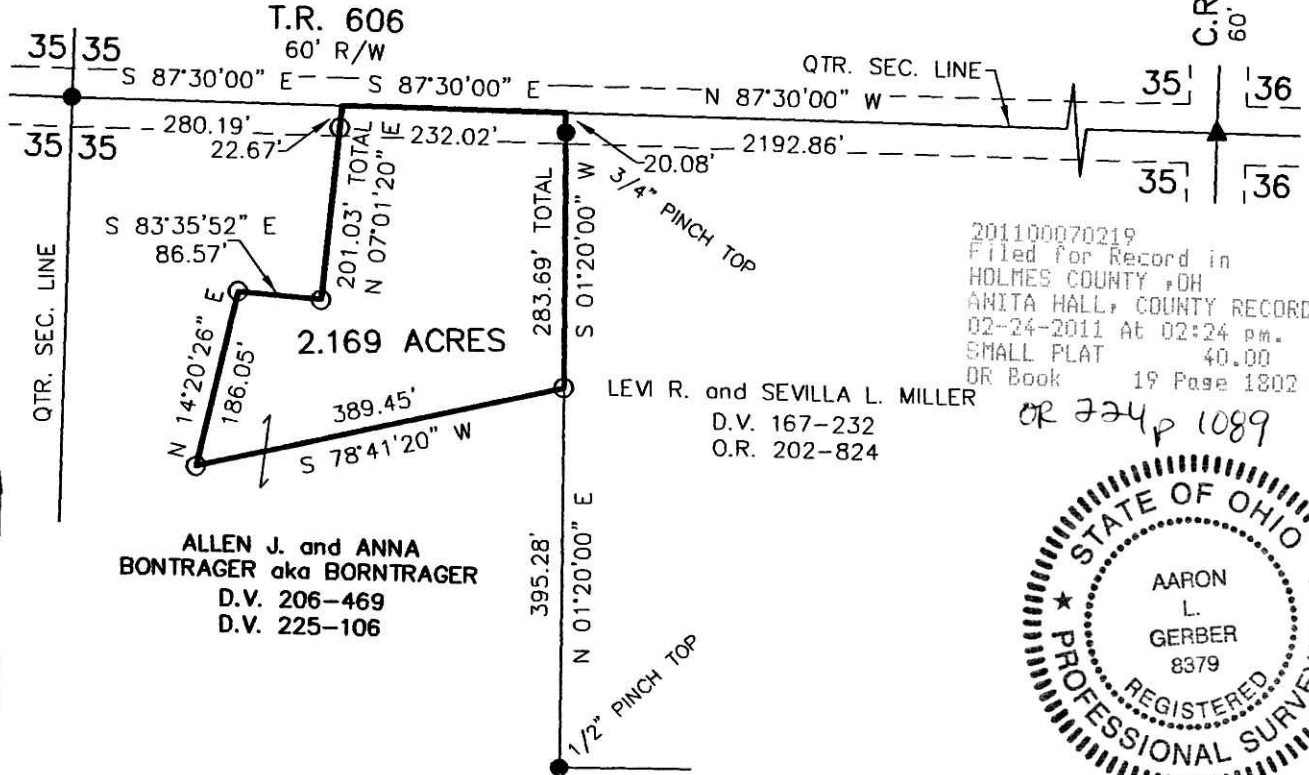 T.R. 606
60' R/W
C.R.
60'
35 35
35 35
S 87°30'00" E
S 87°30'00" E
N 87°30'00" W
QTR. SEC. LINE
35 36
35 36
280.19'
22.67'
232.02'
20.08'
2192.86'
3/4" PINCH TOP
201.03' TOTAL
N 07°01'20" E
283.69' TOTAL
S 01°20'00" W
S 83°35'52" E
86.57'
QTR. SEC. LINE
N 14°20'26" E
186.05'
2.169 ACRES
389.45'
S 78°41'20" W
LEVI R. and SEVILLA L. MILLER
D.V. 167-232
O.R. 202-824
201100070219
Filed for Record in
HOLMES COUNTY, OH
ANITA HALL, COUNTY RECORD
02-24-2011 At 02:24 pm.
SMALL PLAT 40.00
OR Book 19 Page 1802
OR 224 p 1089
ALLEN J. and ANNA
BONTRAGER aka BORNTRAGER
D.V. 206-469
D.V. 225-106
395.28'
N 01°20'00" E
1/2" PINCH TOP
STATE OF OHIO
AARON
L.
GERBER
8379
REGISTERED
PROFESSIONAL SURVEY